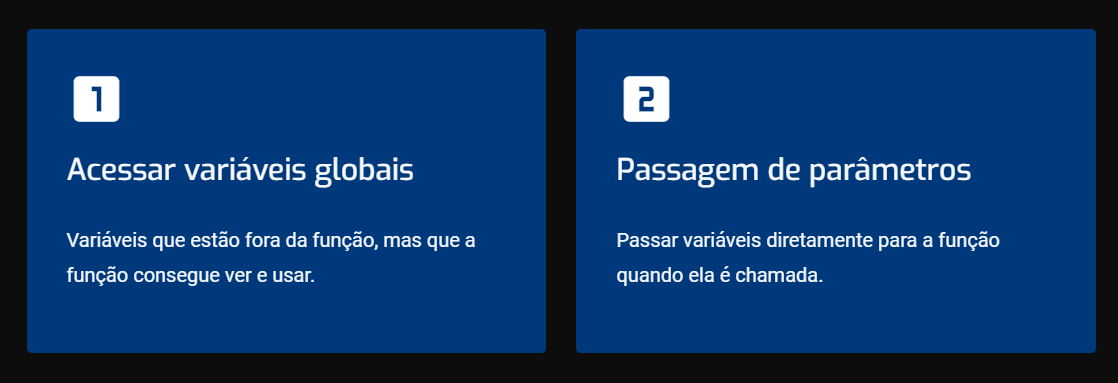 1
Acessar variáveis globais
Variáveis que estão fora da função, mas que a
função consegue ver e usar.
2
Passagem de parâmetros
Passar variáveis diretamente para a função
quando ela é chamada.